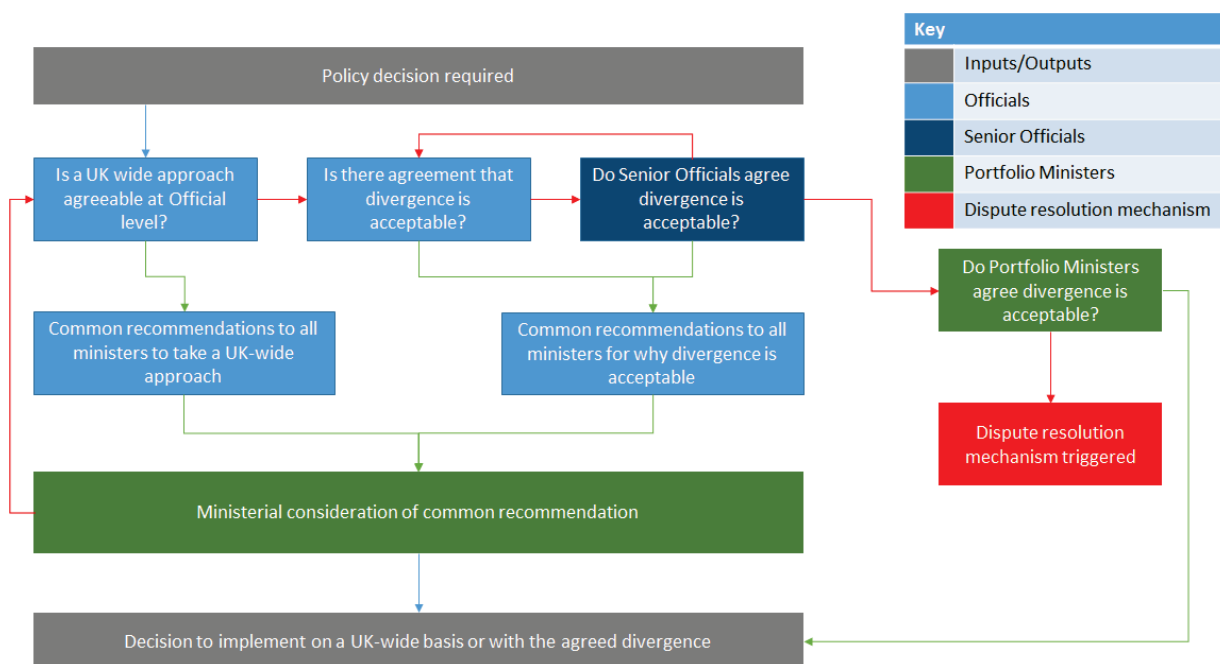 Key
Inputs/Outputs
Officials
Senior Officials
Portfolio Ministers
Dispute resolution mechanism
Policy decision required
Is a UK wide approach
agreeable at Official
level?
Is there agreement that
divergence is
acceptable?
Do Senior Officials agree
divergence is
acceptable?
Do Portfolio Ministers
agree divergence is
acceptable?
Common recommendations to all
ministers to take a UK-wide
approach
Common recommendations to all
ministers for why divergence is
acceptable
Dispute resolution
mechanism triggered
Ministerial consideration of common recommendation
Decision to implement on a UK-wide basis or with the agreed divergence